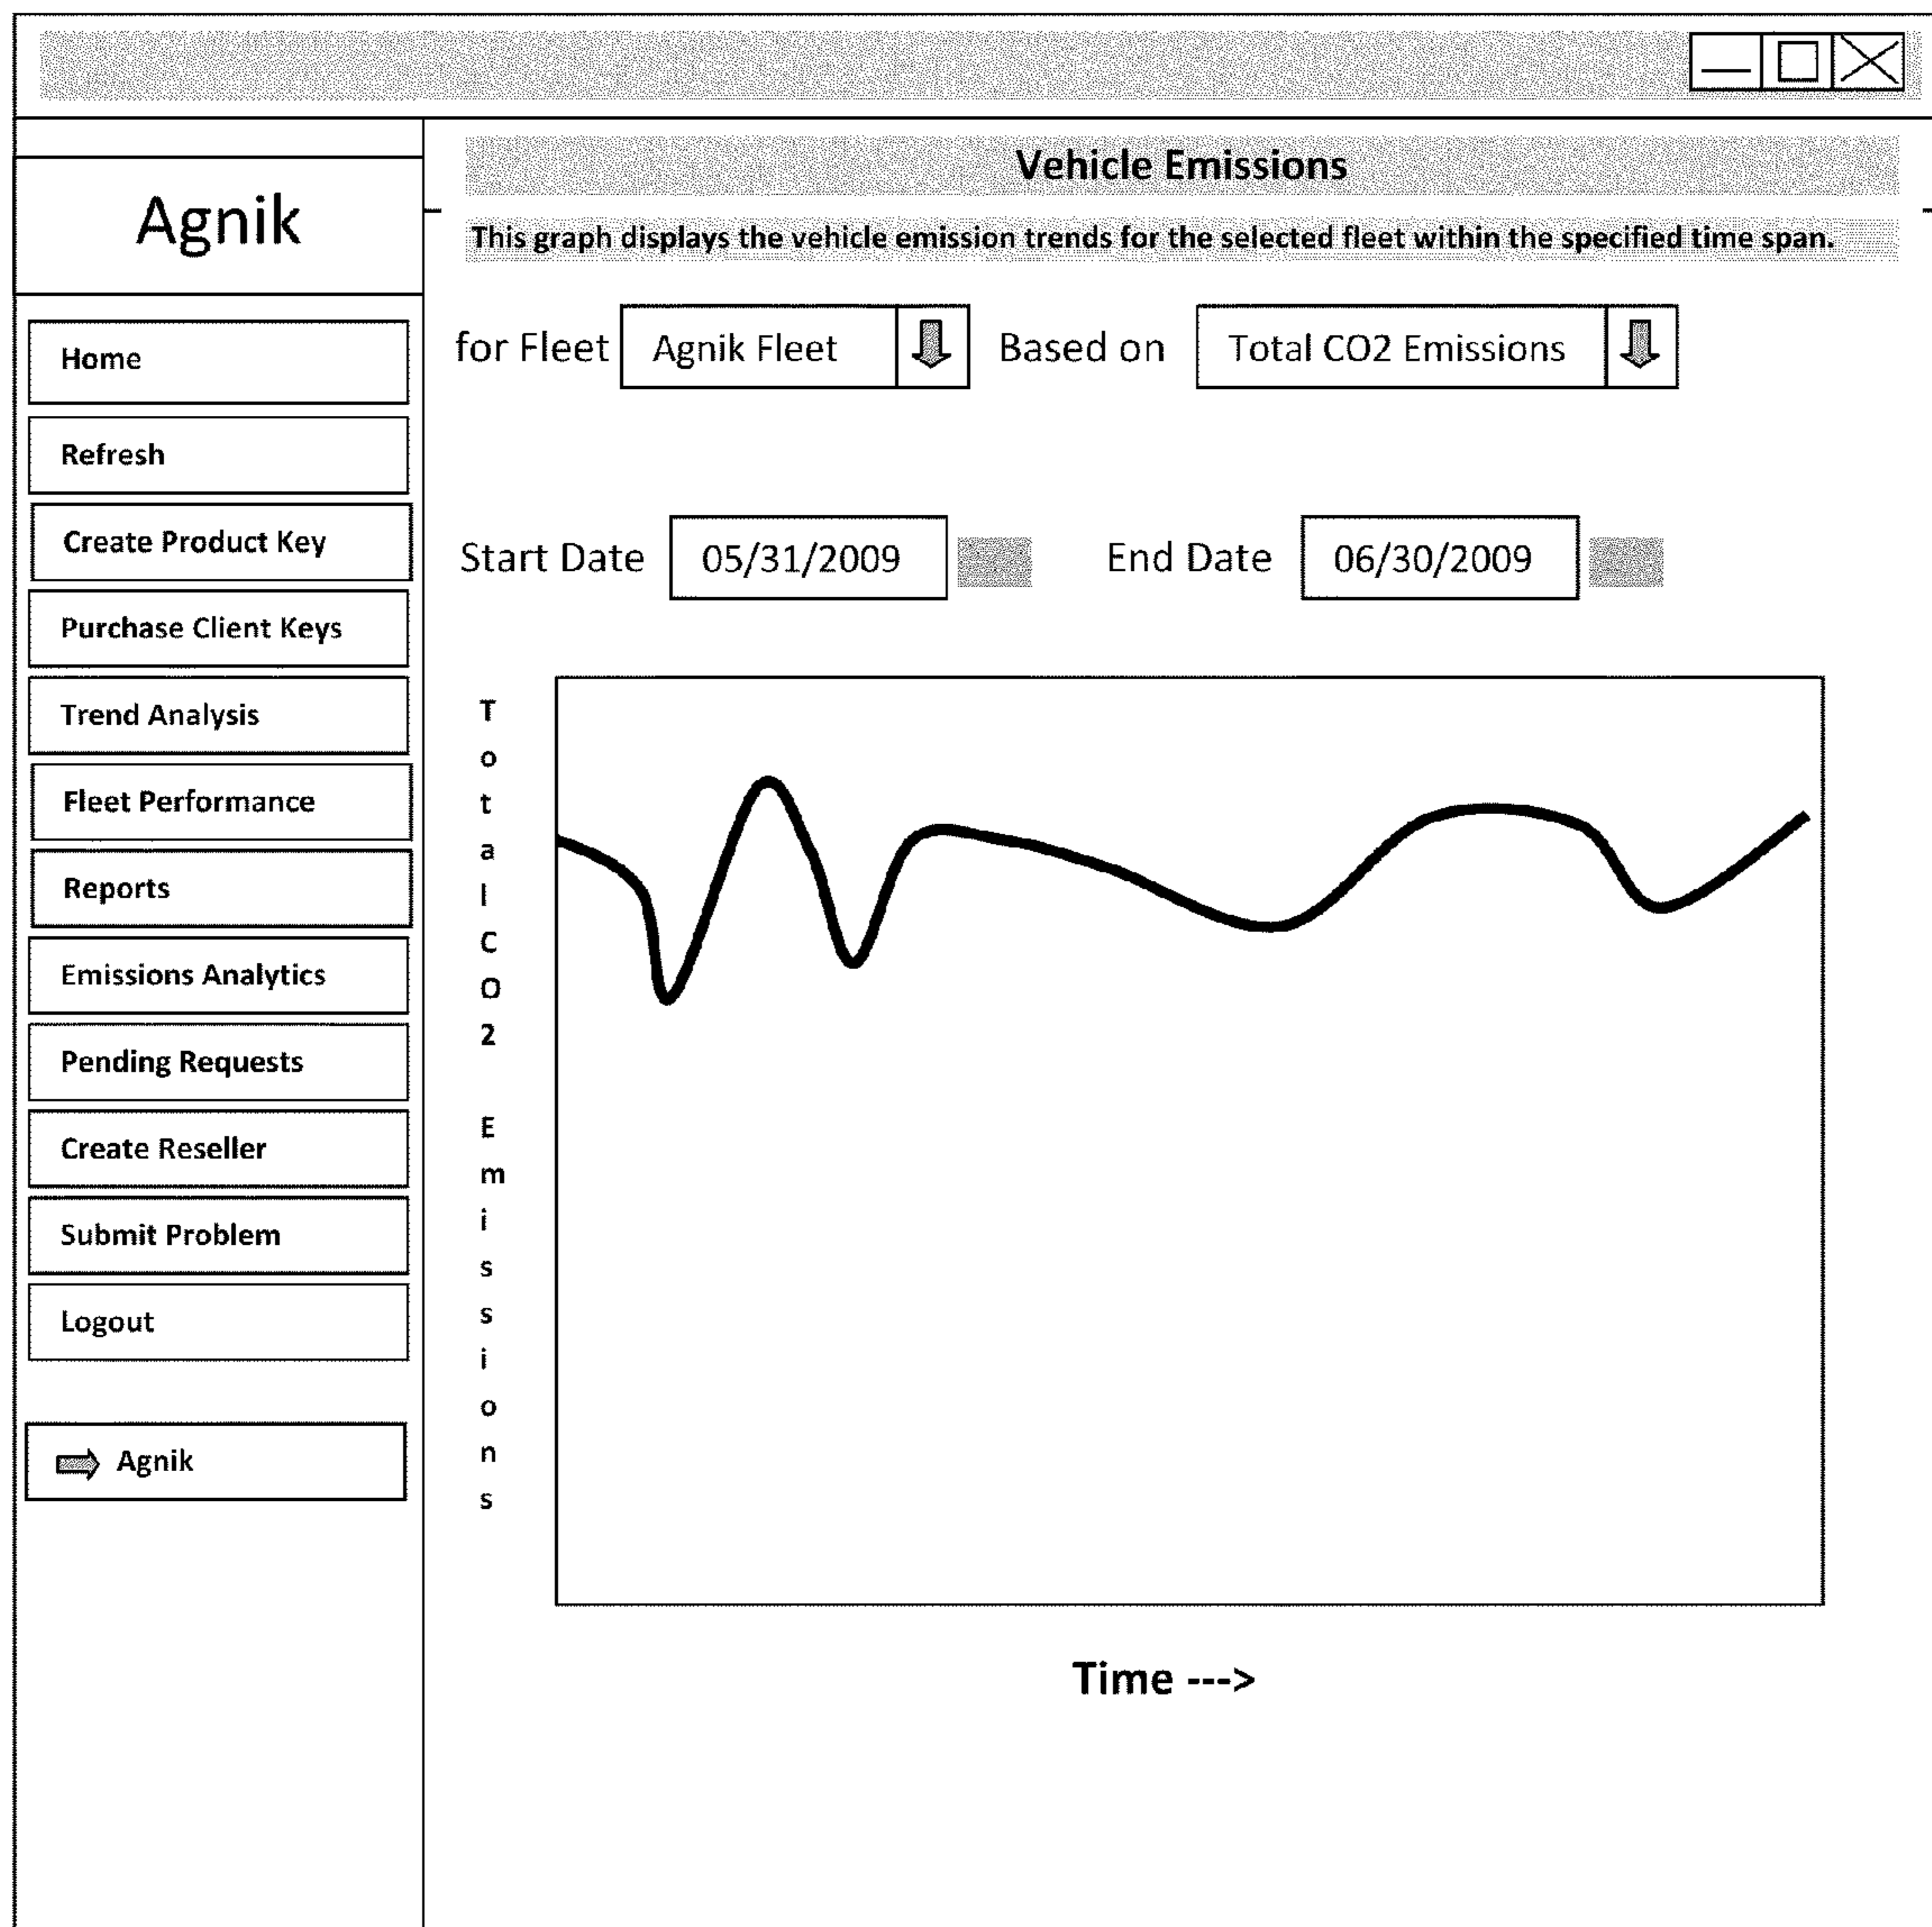 Agnik
Home
Refresh
Create Product Key
Purchase Client Keys
Trend Analysis
Fleet Performance
Reports
Emissions Analytics
Pending Requests
Create Reseller
Submit Problem
Logout
Agnik
Vehicle Emissions
This graph displays the vehicle emission trends for the selected fleet within the specified time span.
for Fleet Agnik Fleet Based on Total CO2 Emissions
Start Date 05/31/2009 End Date 06/30/2009
Total CO2 Emissions
Time --->